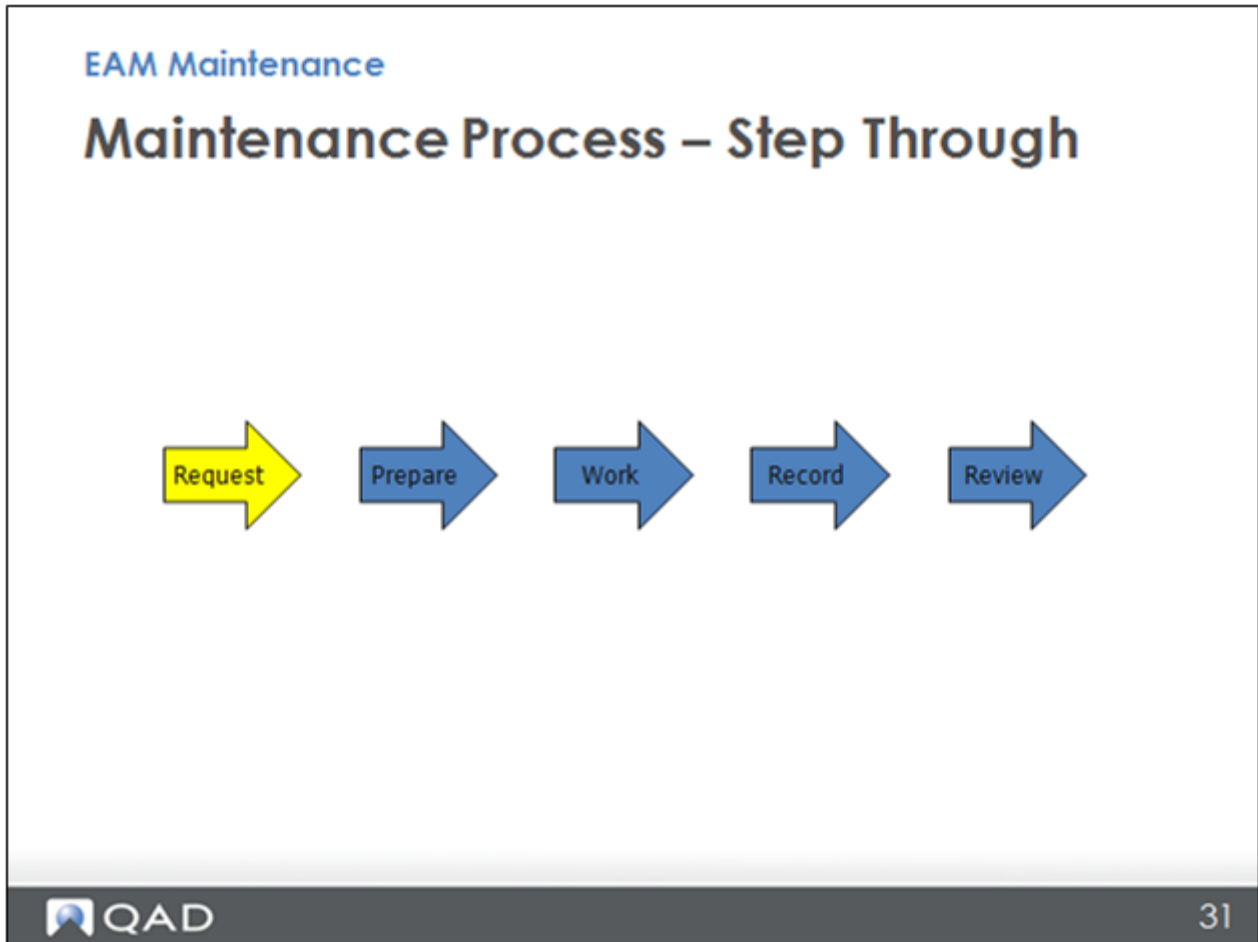 EAM Maintenance
Maintenance Process – Step Through
Request Prepare Work Record Review
QAD 31